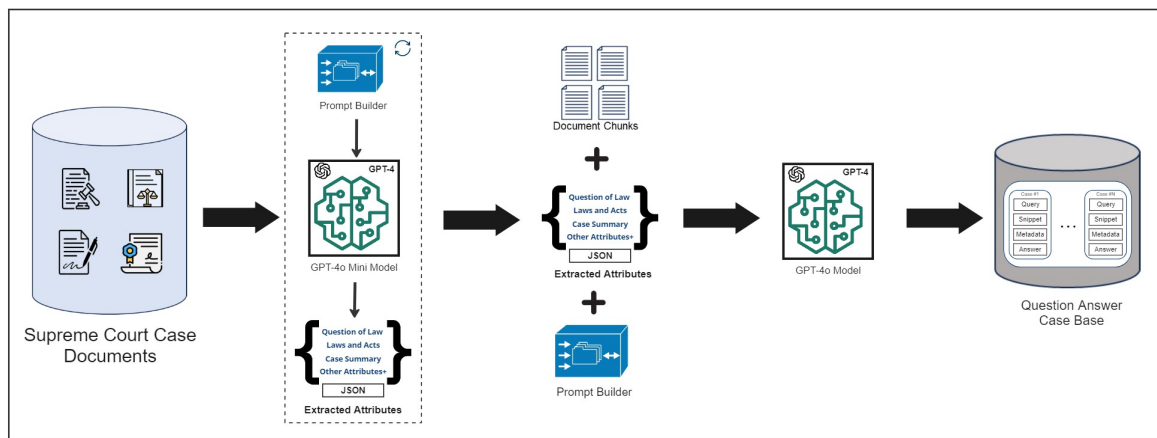 Supreme Court Case
Documents
Prompt Builder
GPT-4
GPT-4o Mini Model
Question of Law
Laws and Acts
Case Summary
Other Attributes+
JSON
Extracted Attributes
Document Chunks
Question of Law
Laws and Acts
Case Summary
Other Attributes+
JSON
Extracted Attributes
Prompt Builder
GPT-4
GPT-4o Model
Case #1
Query
Snippet
Metadata
Answer
...
Case #N
Query
Snippet
Metadata
Answer
Question Answer
Case Base